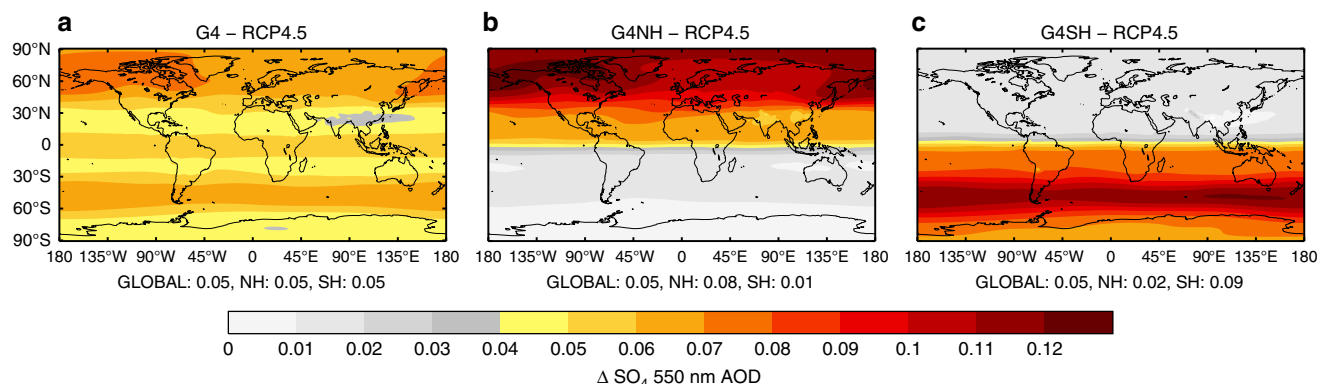 a b c
G4 – RCP4.5 G4NH – RCP4.5 G4SH – RCP4.5
90°N
60°N
30°N
0
30°S
60°S
90°S
180 135°W 90°W 45°W 0 45°E 90°E 135°E 180 135°W 90°W 45°W 0 45°E 90°E 135°E 180 180 135°W 90°W 45°W 0 45°E 90°E 135°E 180
GLOBAL: 0.05, NH: 0.05, SH: 0.05 GLOBAL: 0.05, NH: 0.08, SH: 0.01 GLOBAL: 0.05, NH: 0.02, SH: 0.09
0 0.01 0.02 0.03 0.04 0.05 0.06 0.07 0.08 0.09 0.1 0.11 0.12
Δ SO₄ 550 nm AOD